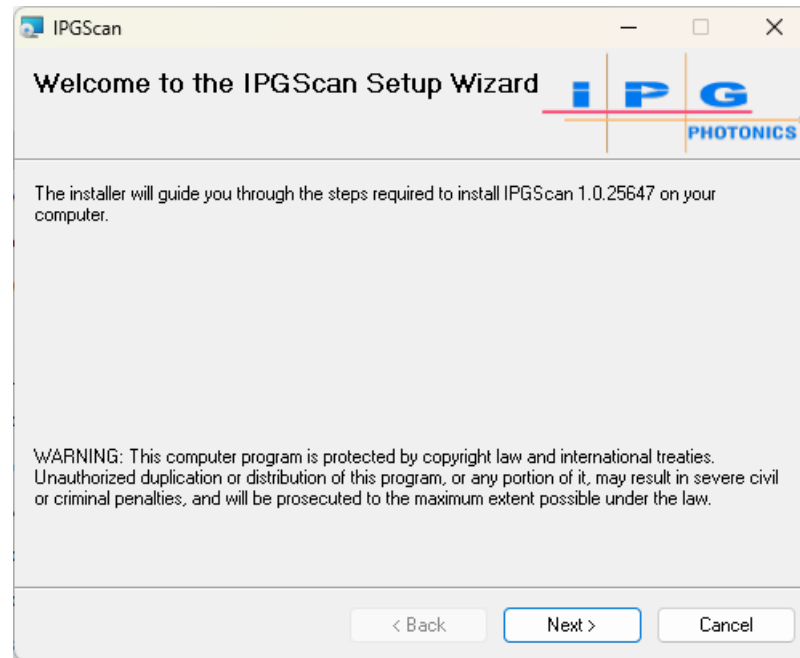 IPGScan
Welcome to the IPGScan Setup Wizard
IPG
PHOTONICS
The installer will guide you through the steps required to install IPGScan 1.0.25647 on your
computer.
WARNING: This computer program is protected by copyright law and international treaties.
Unauthorized duplication or distribution of this program, or any portion of it, may result in severe civil
or criminal penalties, and will be prosecuted to the maximum extent possible under the law.
< Back
Next >
Cancel